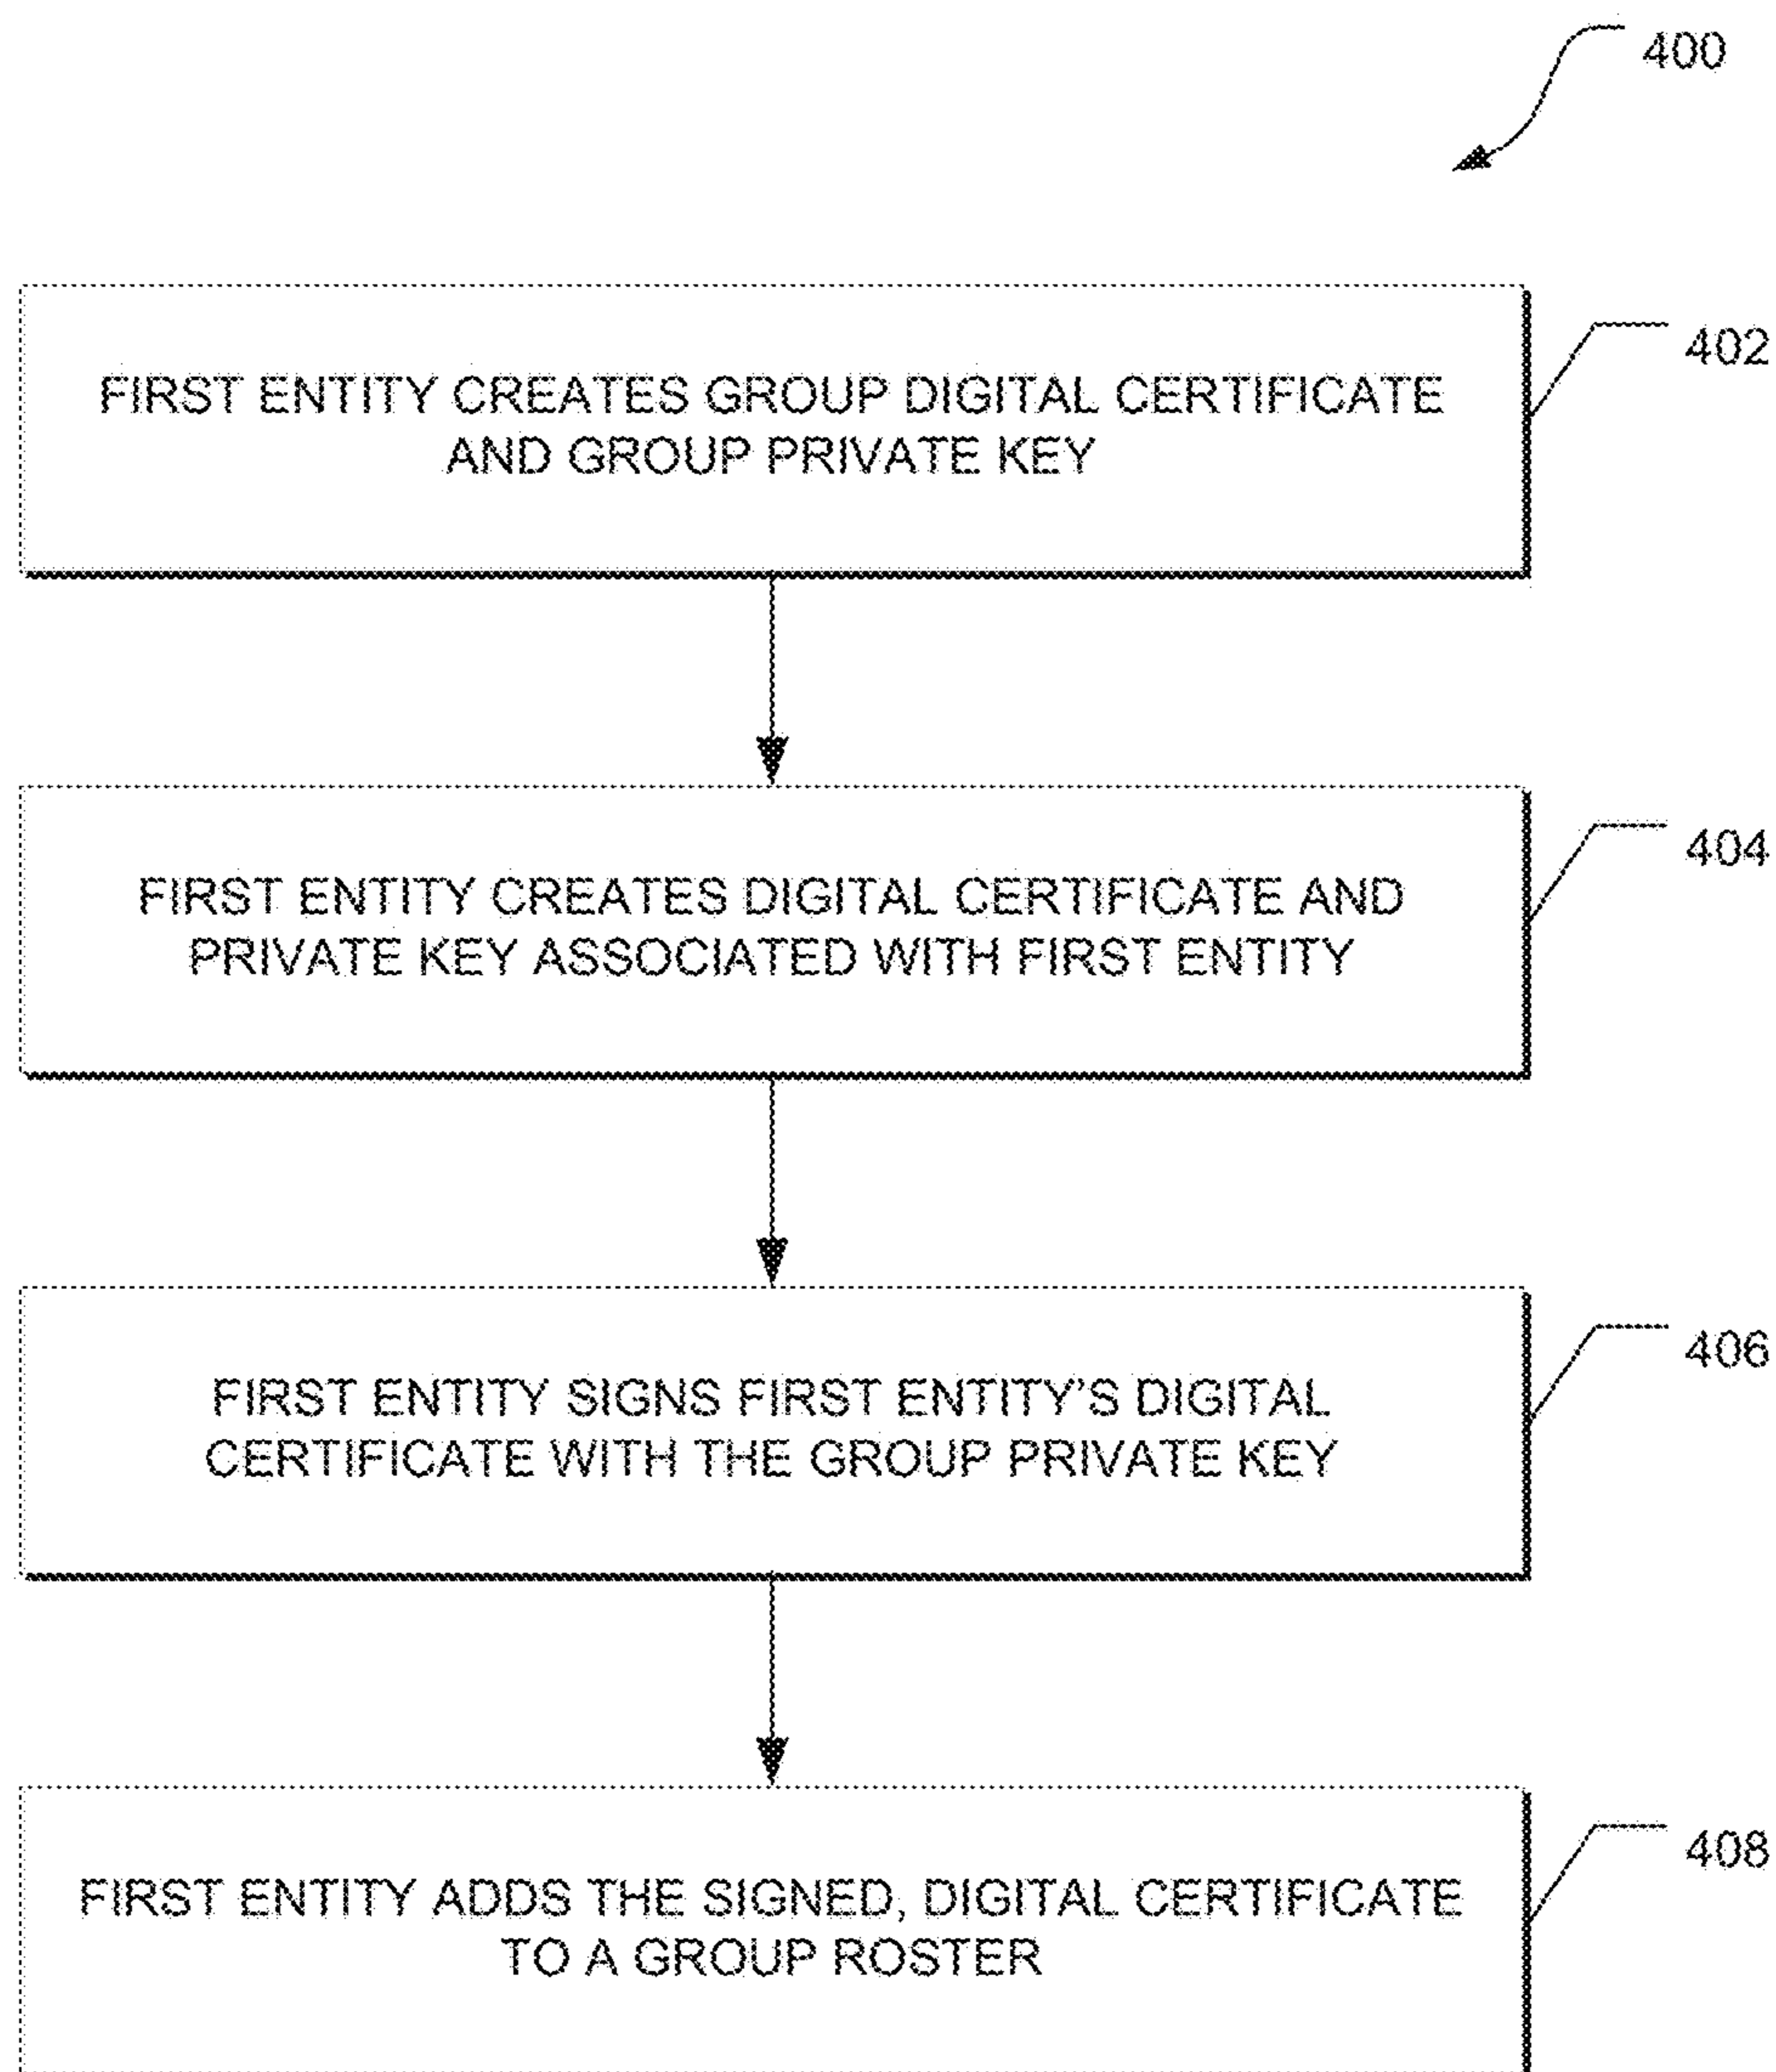 400
FIRST ENTITY CREATES GROUP DIGITAL CERTIFICATE
AND GROUP PRIVATE KEY
402
FIRST ENTITY CREATES DIGITAL CERTIFICATE AND
PRIVATE KEY ASSOCIATED WITH FIRST ENTITY
404
FIRST ENTITY SIGNS FIRST ENTITY'S DIGITAL
CERTIFICATE WITH THE GROUP PRIVATE KEY
406
FIRST ENTITY ADDS THE SIGNED, DIGITAL CERTIFICATE
TO A GROUP ROSTER
408